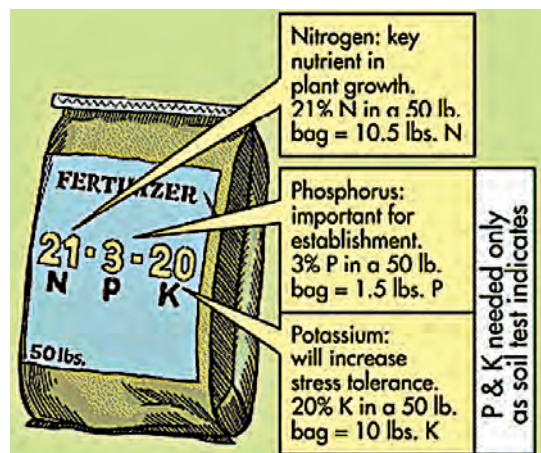 FERTILIZER
21-3-20
N P K
50 lbs.
Nitrogen: key
nutrient in
plant growth.
21% N in a 50 lb.
bag = 10.5 lbs. N
Phosphorus:
important for
establishment.
3% P in a 50 lb.
bag = 1.5 lbs. P
Potassium:
will increase
stress tolerance.
20% K in a 50 lb.
bag = 10 lbs. K
P & K needed only
as soil test indicates